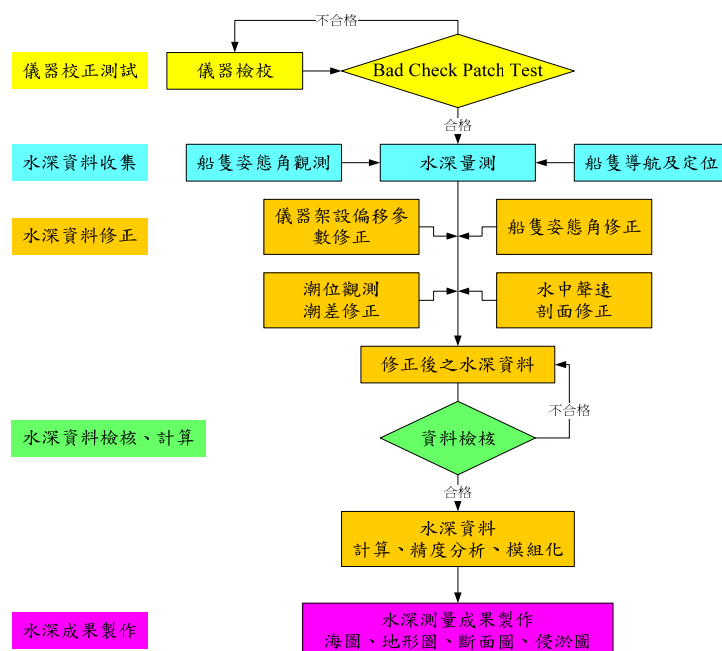 不合格
儀器校正測試
儀器檢校
Bad Check Patch Test
合格
水深資料收集
船隻姿態角觀測
水深量測
船隻導航及定位
水深資料修正
儀器架設偏移參
數修正
船隻姿態角修正
潮位觀測
潮差修正
水中聲速
剖面修正
修正後之水深資料
不合格
水深資料檢核、計算
資料檢核
合格
水深資料
計算、精度分析、模組化
水深成果製作
水深測量成果製作
海圖、地形圖、斷面圖、侵淤圖